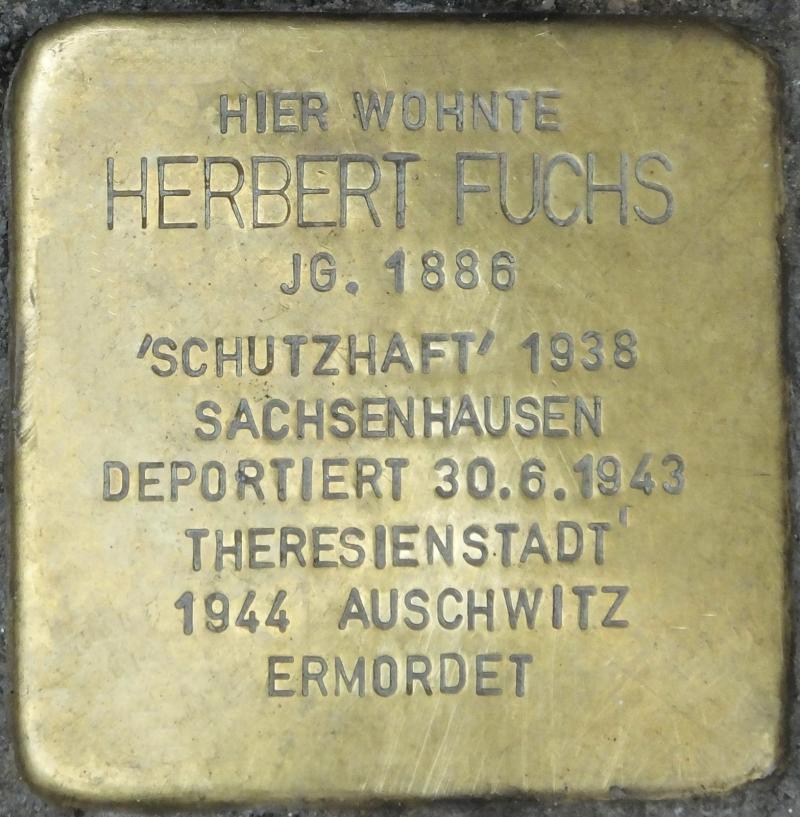 HIER WOHNTE
HERBERT FUCHS
JG. 1886
'SCHUTZHAFT' 1938
SACHSENHAUSEN
DEPORTIERT 30.6.1943
THERESIENSTADT
1944 AUSCHWITZ
ERMORDET